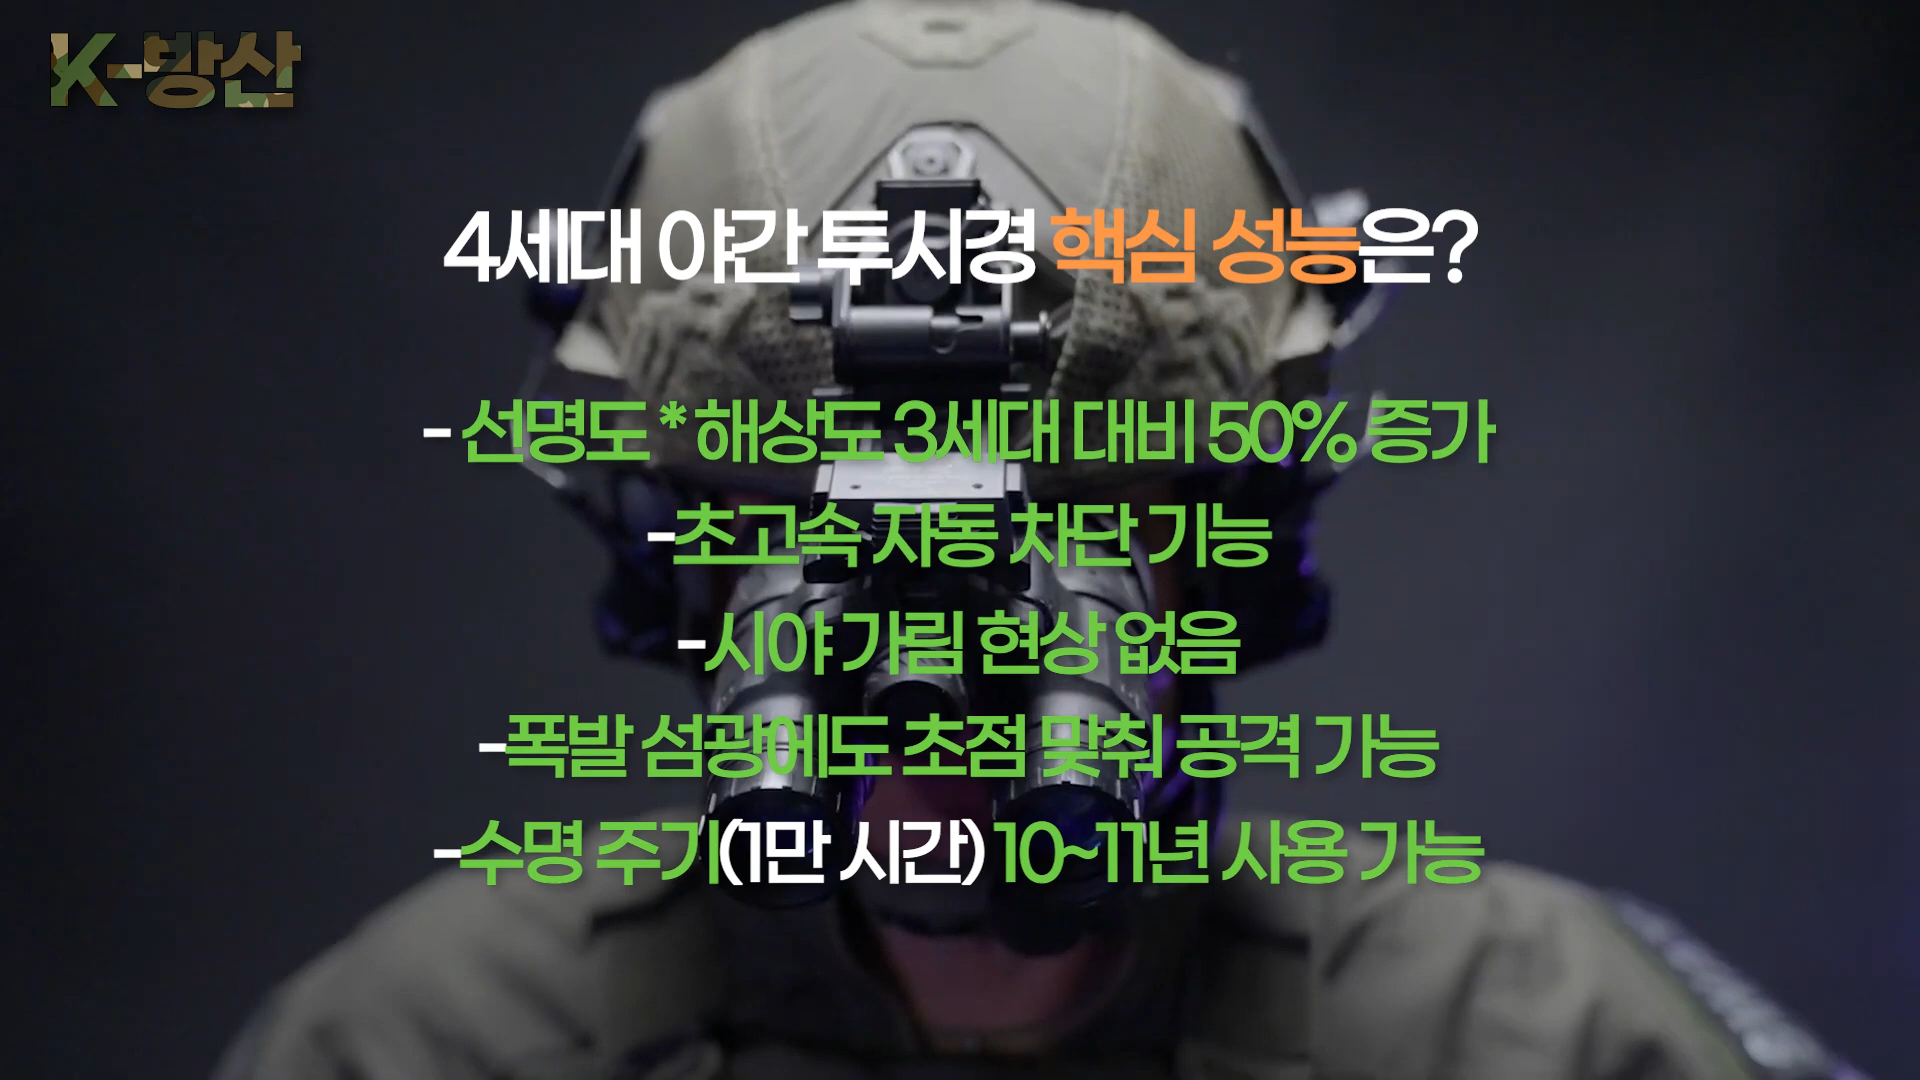 K-방산
4세대 야간 투시경 핵심 성능은?
- 선명도 * 해상도 3세대 대비 50% 증가
-초고속 자동 차단 기능
-시야 가림 현상 없음
-폭발 섬광에도 초점 맞춰 공격 가능
-수명 주기(1만 시간) 10~11년 사용 가능